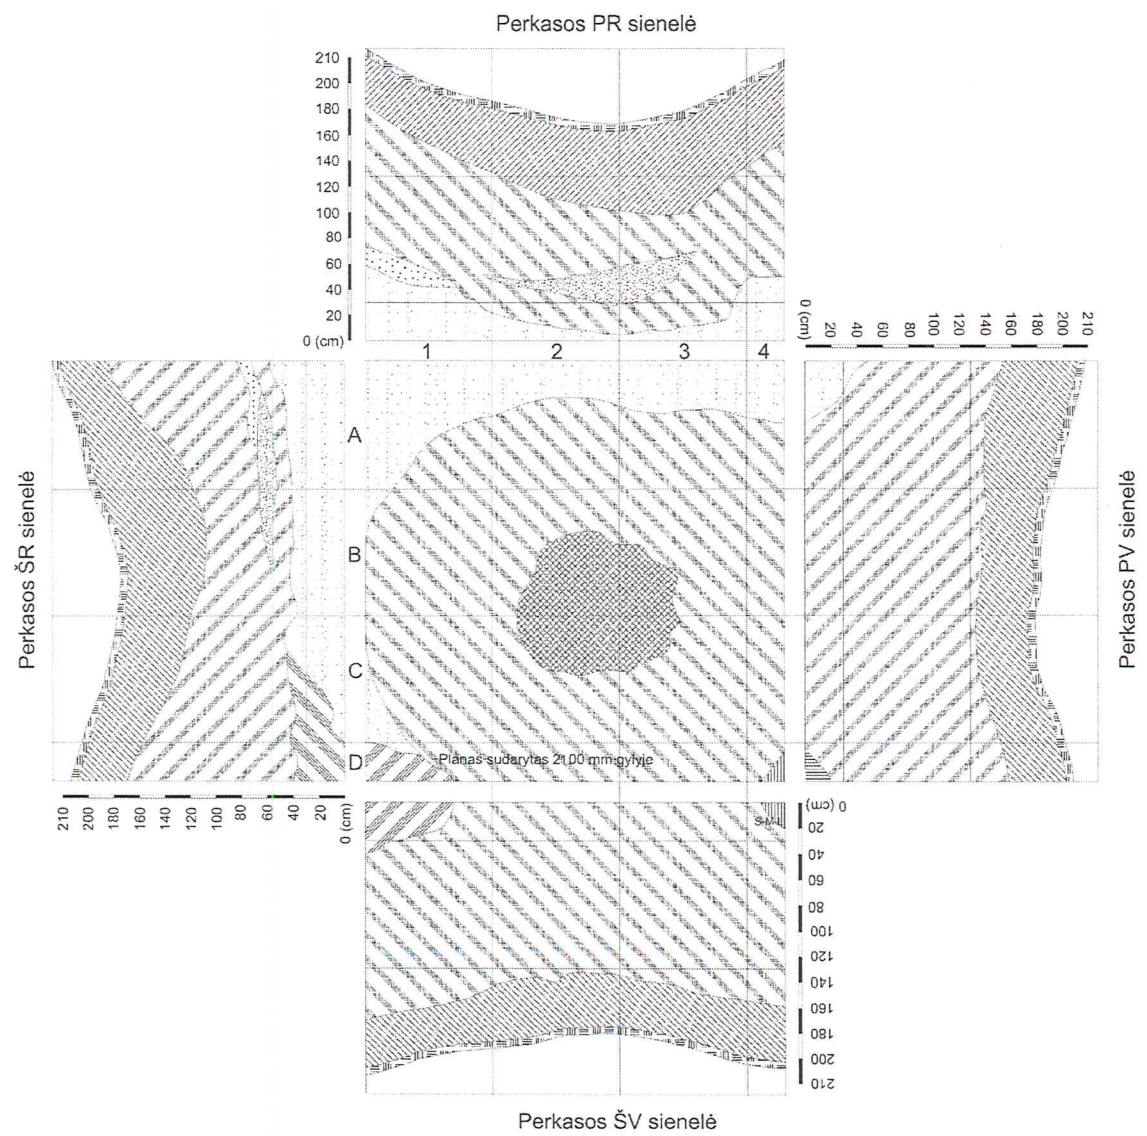 Perkasos PR sienelė
210
200
180
160
140
120
100
80
60
40
20
0 (cm)
1 2 3 4
0 (cm) 20 40 60 80 100 120 140 160 180 200 210
Perkasos ŠR sienelė
A
B
C
D
Planas sudarytas 2100 mm gylyje
Perkasos PV sienelė
210 200 180 160 140 120 100 80 60 40 20 0 (cm)
0 (cm)
20
40
60
80
100
120
140
160
180
200
210
Perkasos ŠV sienelė